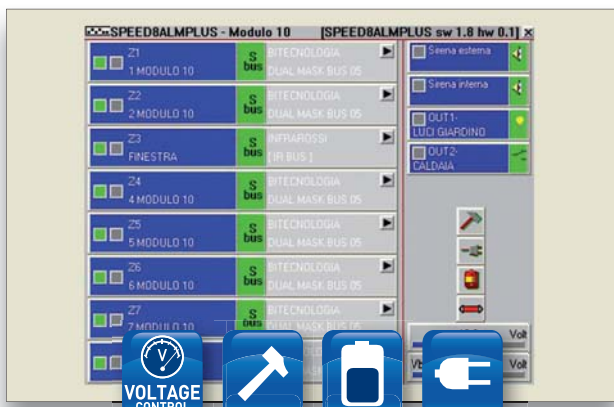 SPEED8ALMPLUS - Modulo 10 [SPEED8ALMPLUS sw 1.8 hw 0.1] ×
Z1
1 MODULO 10
S bus
BITECNOLOGIA
DUAL MASK BUS 05
Z2
2 MODULO 10
S bus
BITECNOLOGIA
DUAL MASK BUS 05
Z3
FINESTRA
S bus
INFRAROSSI
[ IR BUS ]
Z4
4 MODULO 10
S bus
BITECNOLOGIA
DUAL MASK BUS 05
Z5
5 MODULO 10
S bus
BITECNOLOGIA
DUAL MASK BUS 05
Z6
6 MODULO 10
S bus
BITECNOLOGIA
DUAL MASK BUS 05
Z7
7 MODULO 10
S bus
BITECNOLOGIA
DUAL MASK BUS 05
Sirena esterna
Sirena interna
OUT1-
LUCI GIARDINO
OUT2-
CALDAIA
Volt
Volt
V
VOLTAGE
CONTROL